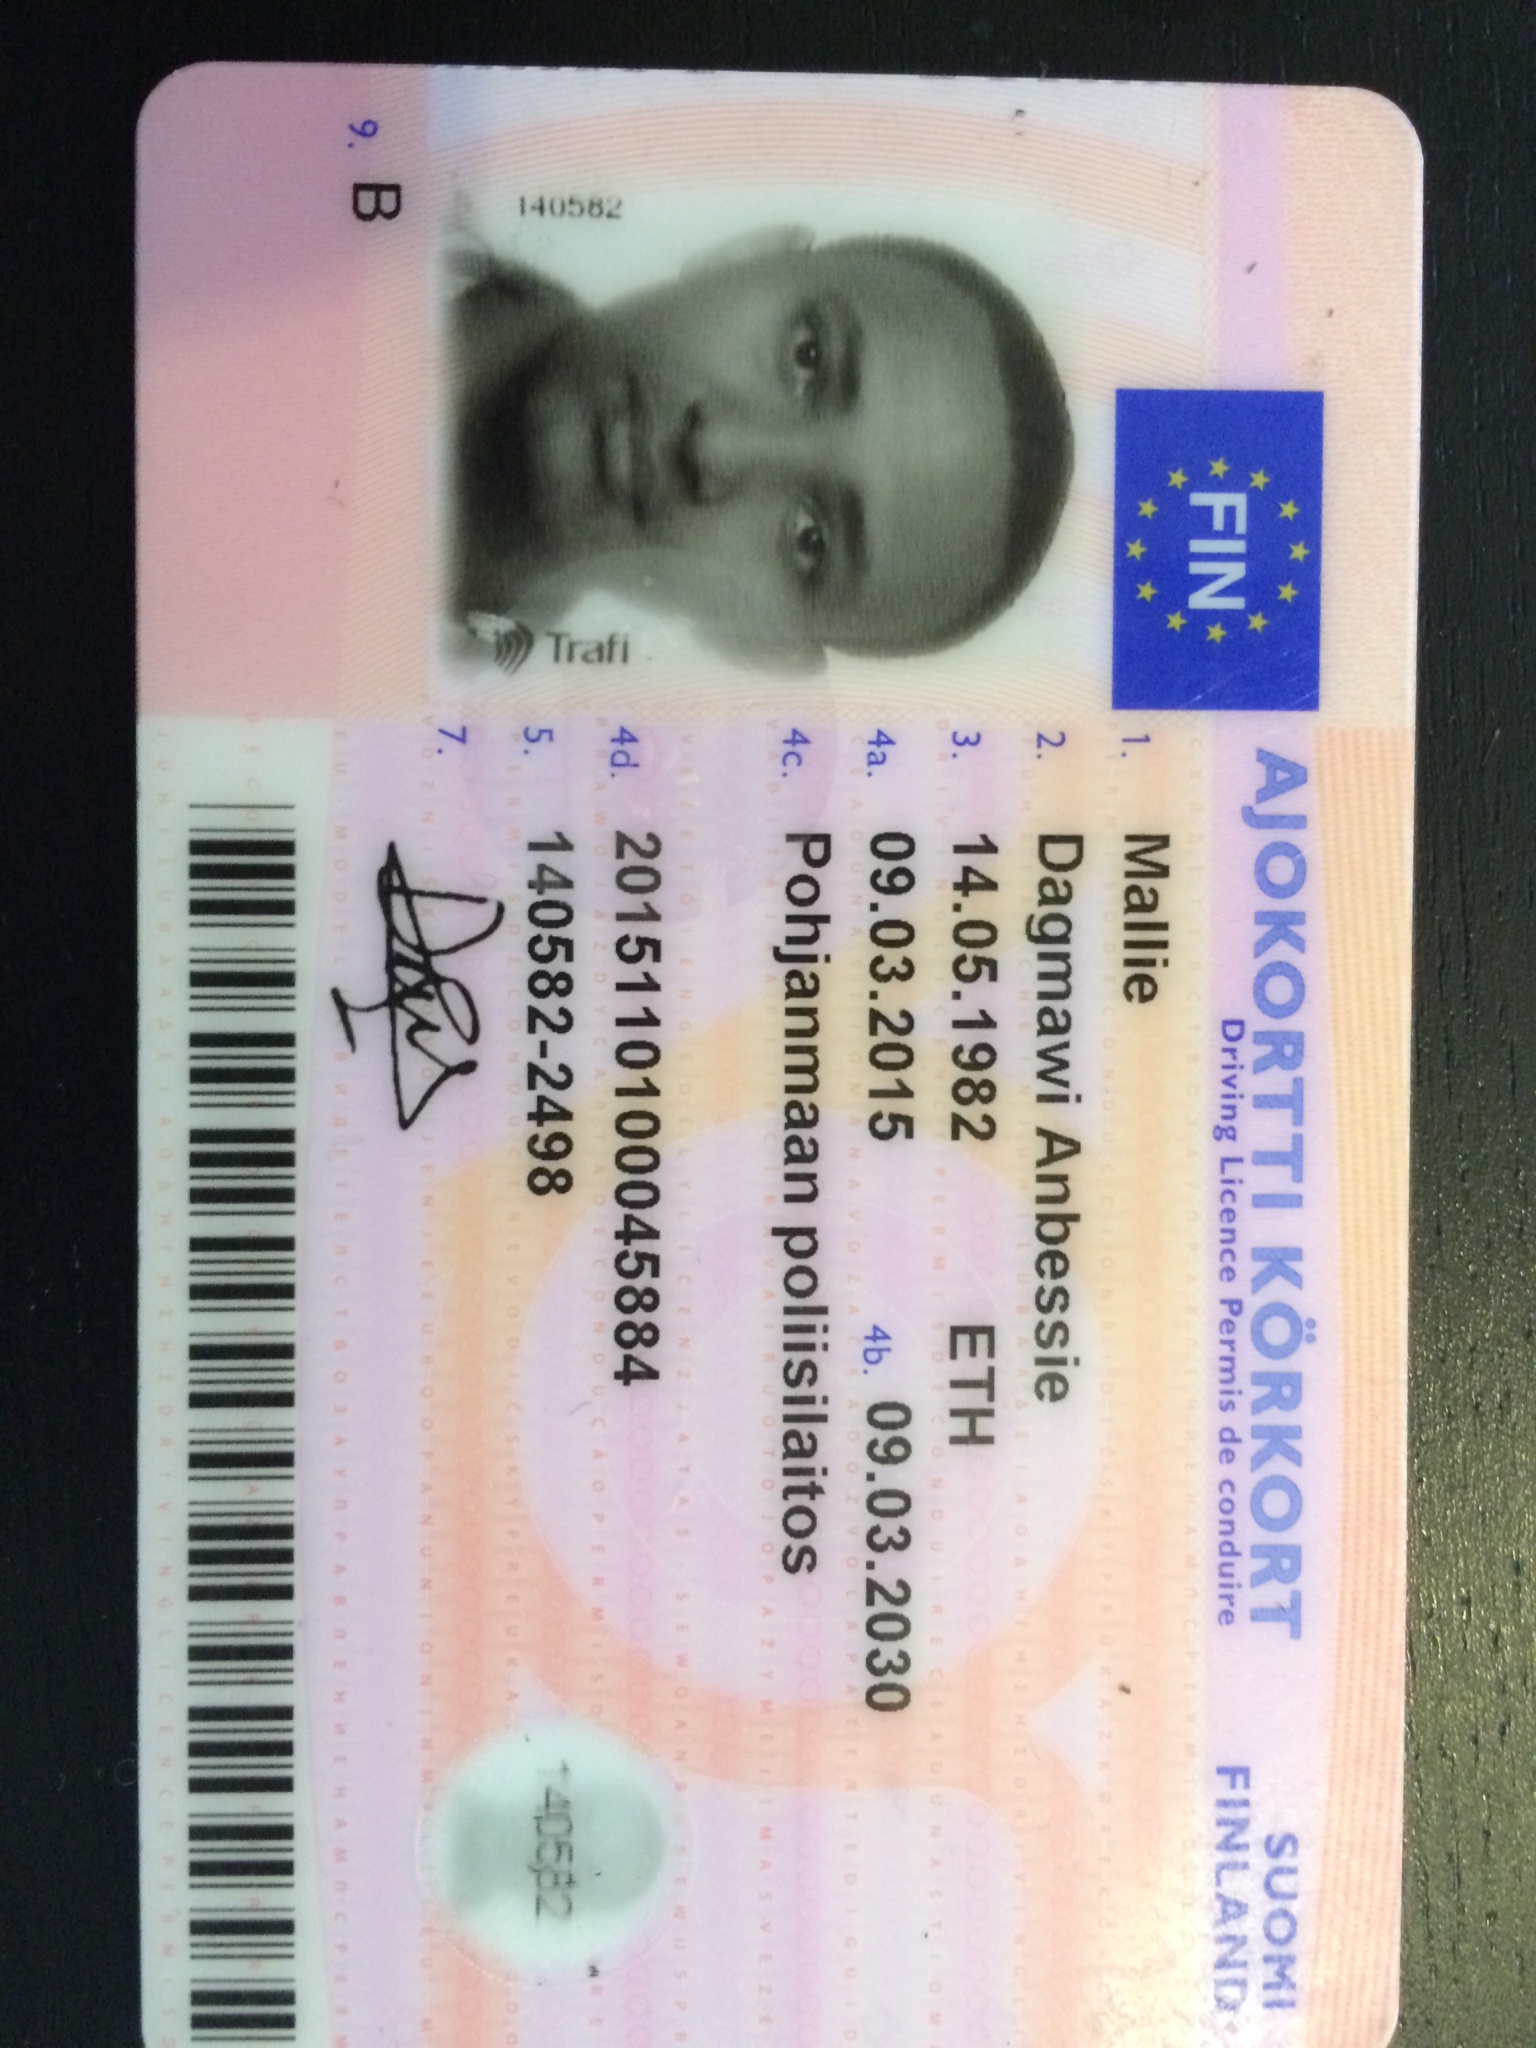 AJOKORTTI KÖRKORT SUOMI
Driving Licence Permis de conduire FINLAND
FIN
1. Mallie
2. Dagmawi Anbessie
3. 14.05.1982 ETH
4a. 09.03.2015 4b. 09.03.2030
4c. Pohjanmaan poliisilaitos
4d. 20151101000045884
5. 140582-2498
7.
140582
Trafi
140582
9. B